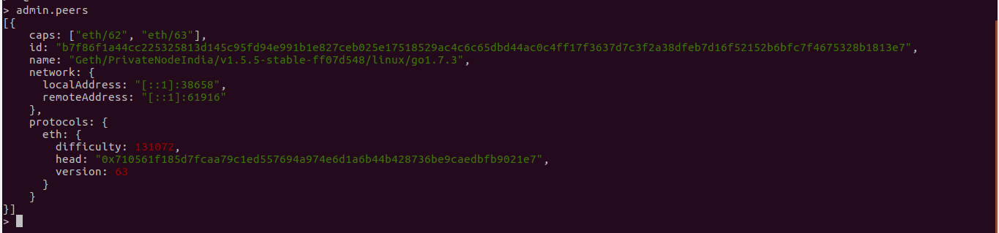 > admin.peers
[{
    caps: ["eth/62", "eth/63"],
    id: "b7f86f1a44cc225325813d145c95fd94e991b1e827ceb025e17518529ac4c6c65dbd44ac0c4ff17f3637d7c3f2a38dfeb7d16f52152b6bfc7f4675328b1813e7",
    name: "Geth/PrivateNodeIndia/v1.5.5-stable-ff07d548/linux/go1.7.3",
    network: {
      localAddress: "[::1]:38658",
      remoteAddress: "[::1]:61916"
    },
    protocols: {
      eth: {
        difficulty: 131072,
        head: "0x710561f185d7fcaa79c1ed557694a974e6d1a6b44b428736be9caedbfb9021e7",
        version: 63
      }
    }
}]
>